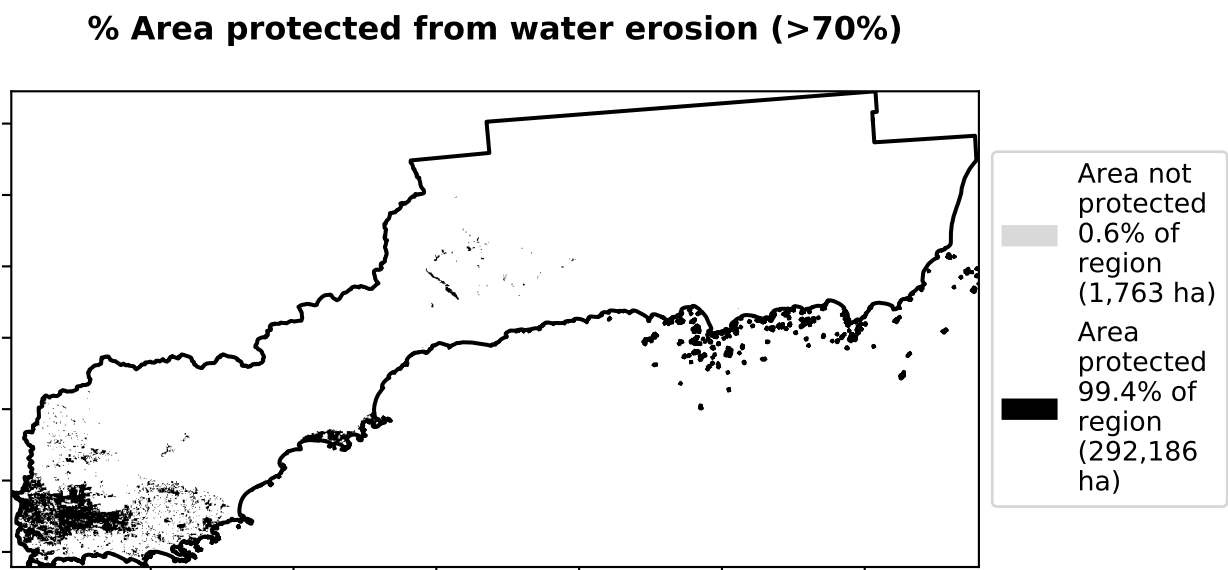 % Area protected from water erosion (>70%)
Area not
protected
0.6% of
region
(1,763 ha)
Area
protected
99.4% of
region
(292,186
ha)